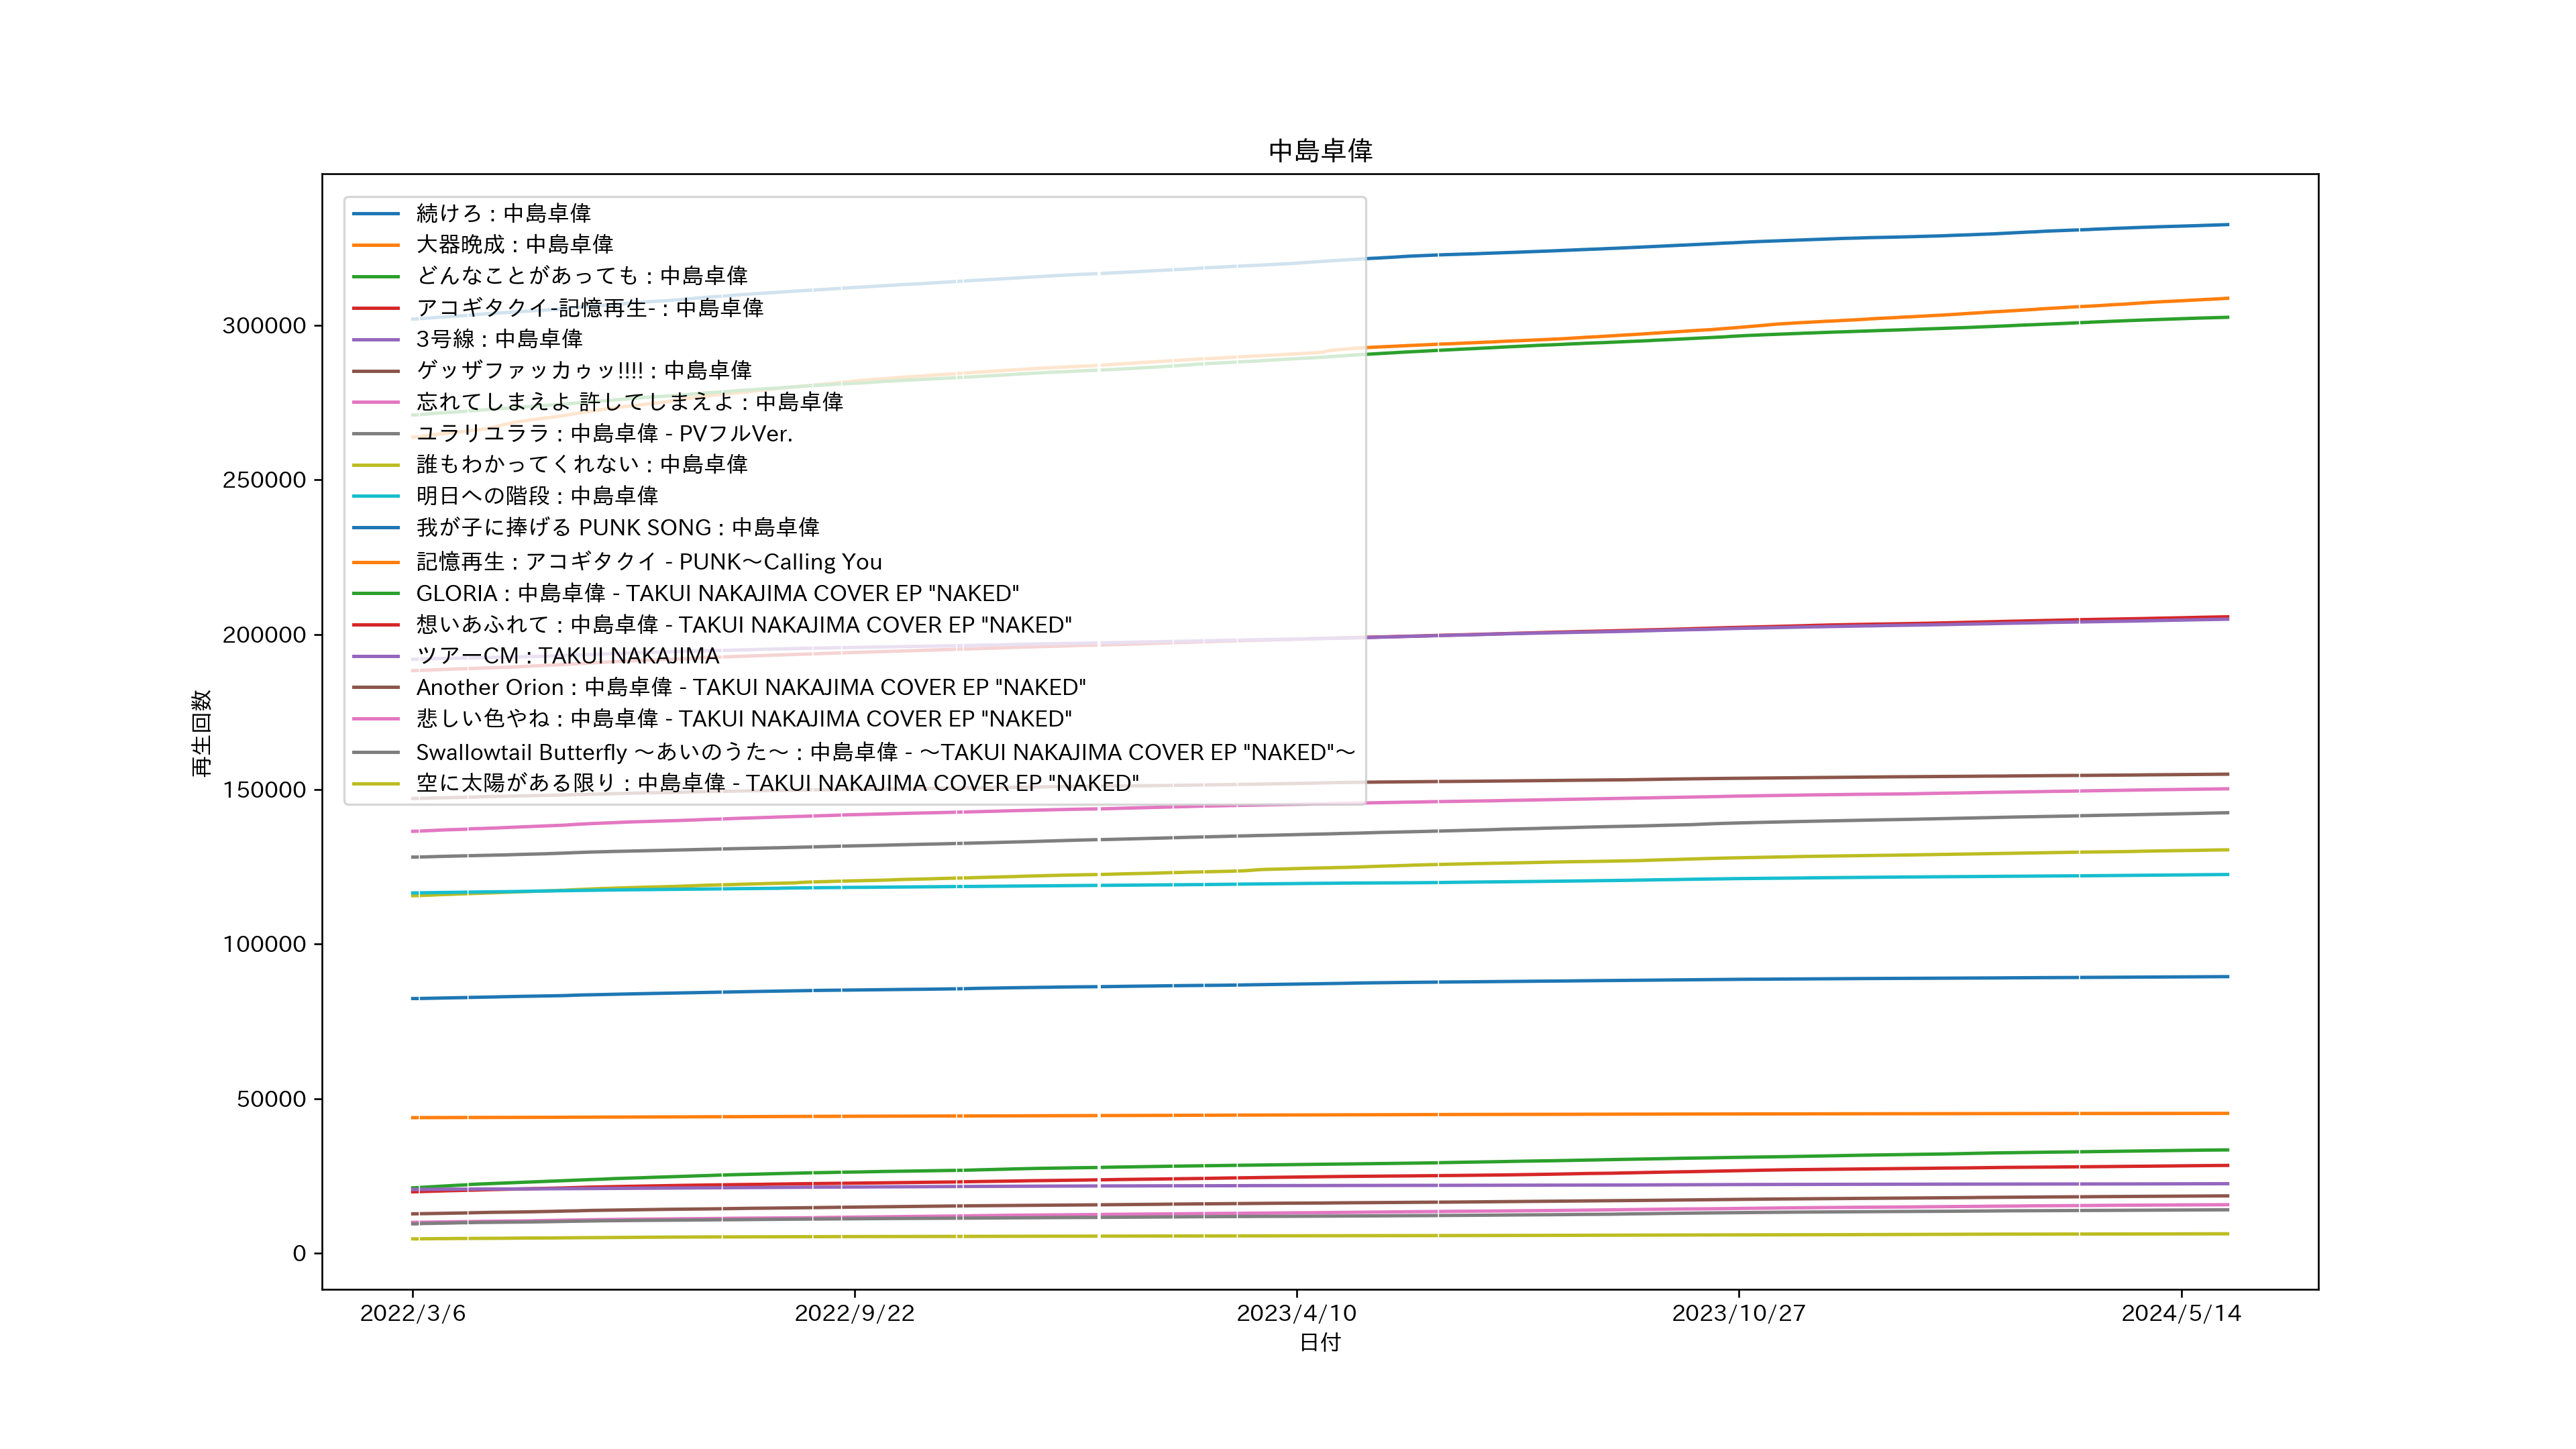 中島卓偉
続けろ : 中島卓偉
大器晩成 : 中島卓偉
どんなことがあっても : 中島卓偉
アコギタクイ-記憶再生- : 中島卓偉
3号線 : 中島卓偉
ゲッザファッカゥッ!!!! : 中島卓偉
忘れてしまえよ 許してしまえよ : 中島卓偉
ユラリユララ : 中島卓偉 - PVフルVer.
誰もわかってくれない : 中島卓偉
明日への階段 : 中島卓偉
我が子に捧げる PUNK SONG : 中島卓偉
記憶再生 : アコギタクイ - PUNK〜Calling You
GLORIA : 中島卓偉 - TAKUI NAKAJIMA COVER EP "NAKED"
想いあふれて : 中島卓偉 - TAKUI NAKAJIMA COVER EP "NAKED"
ツアーCM : TAKUI NAKAJIMA
Another Orion : 中島卓偉 - TAKUI NAKAJIMA COVER EP "NAKED"
悲しい色やね : 中島卓偉 - TAKUI NAKAJIMA COVER EP "NAKED"
Swallowtail Butterfly 〜あいのうた〜 : 中島卓偉 - 〜TAKUI NAKAJIMA COVER EP "NAKED"〜
空に太陽がある限り : 中島卓偉 - TAKUI NAKAJIMA COVER EP "NAKED"
再生回数
300000
250000
200000
150000
100000
50000
0
2022/3/6
2022/9/22
2023/4/10
2023/10/27
2024/5/14
日付